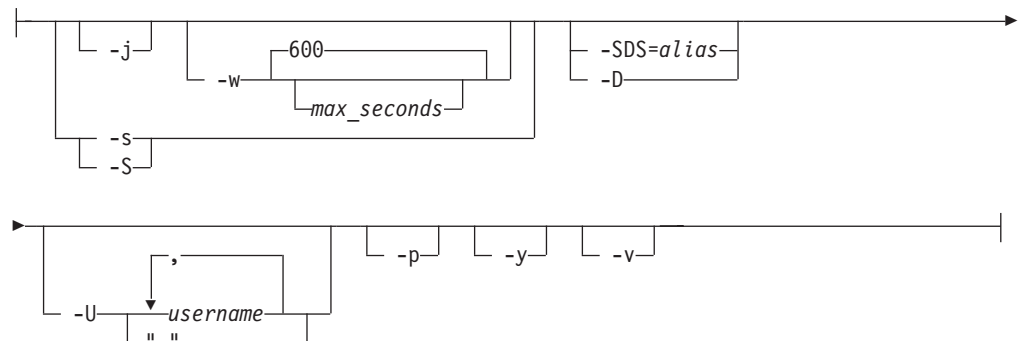 -j
600
-w
max_seconds
-SDS=alias
-D
-s
-S
,
-U
username
" "
-p
-y
-v